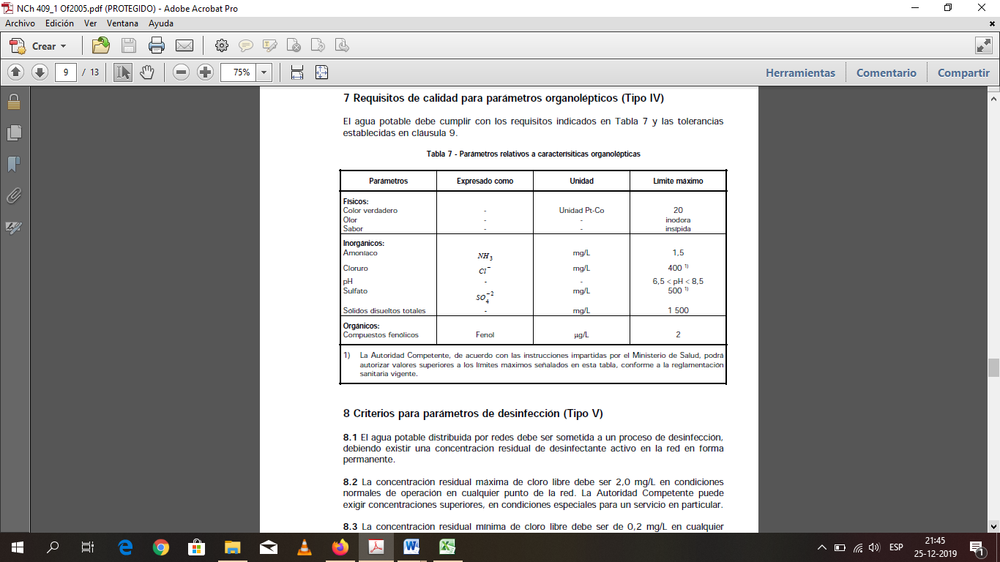 NCh 409_1 Of2005.pdf (PROTEGIDO) - Adobe Acrobat Pro
Archivo Edición Ver Ventana Ayuda
Crear
9 / 13 75% Herramientas Comentario Compartir
7 Requisitos de calidad para parámetros organolépticos (Tipo IV)
El agua potable debe cumplir con los requisitos indicados en Tabla 7 y las tolerancias
establecidas en cláusula 9.
Tabla 7 - Parámetros relativos a caracterísiticas organolépticas
Parámetros Expresado como Unidad Límite máximo
Físicos:
Color verdadero - Unidad Pt-Co 20
Olor - - inodora
Sabor - - insípida
Inorgánicos:
Amoníaco NH3 mg/L 1,5
Cloruro Cl⁻ mg/L 400 1)
pH - - 6,5 < pH < 8,5
Sulfato SO4⁻² mg/L 500 1)
Sólidos disueltos totales - mg/L 1 500
Orgánicos:
Compuestos fenólicos Fenol µg/L 2
1) La Autoridad Competente, de acuerdo con las instrucciones impartidas por el Ministerio de Salud, podrá
autorizar valores superiores a los límites máximos señalados en esta tabla, conforme a la reglamentación
sanitaria vigente.
8 Criterios para parámetros de desinfección (Tipo V)
8.1 El agua potable distribuida por redes debe ser sometida a un proceso de desinfección,
debiendo existir una concentración residual de desinfectante activo en la red en forma
permanente.
8.2 La concentración residual máxima de cloro libre debe ser 2,0 mg/L en condiciones
normales de operación en cualquier punto de la red. La Autoridad Competente puede
exigir concentraciones superiores, en condiciones especiales para un servicio en particular.
8.3 La concentración residual mínima de cloro libre debe ser de 0,2 mg/L en cualquier
ESP
21:45
25-12-2019
1